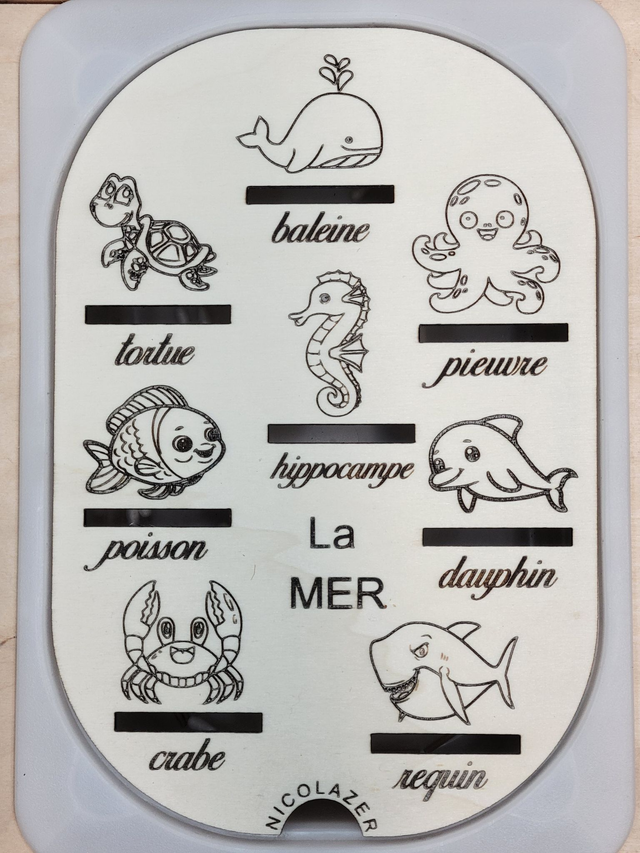 baleine
tortue
pieuvre
hippocampe
poisson
La
MER
dauphin
crabe
requin
NICOLAZER